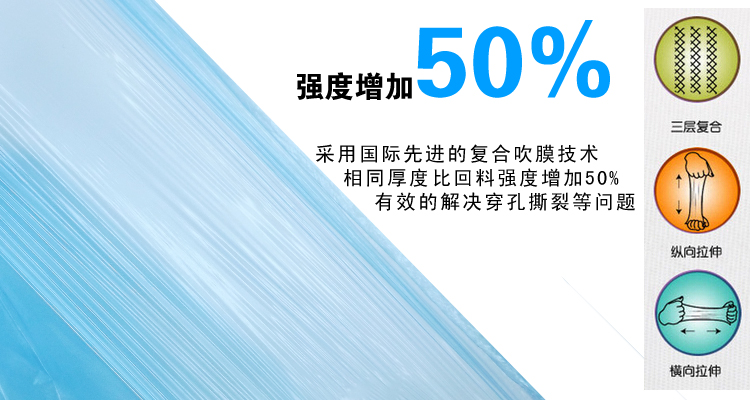 强度增加50%
采用国际先进的复合吹膜技术
相同厚度比回料强度增加50%
有效的解决穿孔撕裂等问题
三层复合
纵向拉伸
横向拉伸